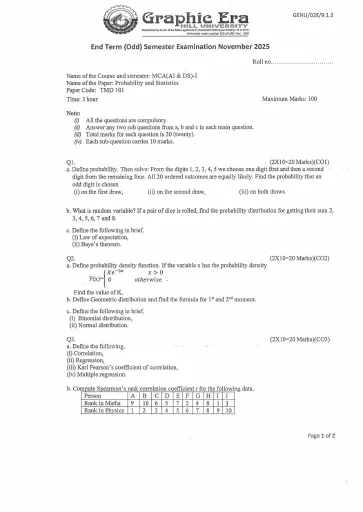 GEHU/02E/9.1.3
Graphic Era
HILL UNIVERSITY
End Term (Odd) Semester Examination November 2025
Roll no..............................
Name of the Course and semester: MCA(AI & DS)-I
Name of the Paper: Probability and Statistics
Paper Code: TMD 101
Time: 3 hour Maximum Marks: 100
Note:
(i) All the questions are compulsory.
(ii) Answer any two sub questions from a, b and c in each main question.
(iii) Total marks for each question is 20 (twenty).
(iv) Each sub-question carries 10 marks.
Q1. (2X10=20 Marks)(CO1)
a. Define probability. Then solve: From the digits 1, 2, 3, 4, 5 we choose one digit first and then a second
digit from the remaining four. All 20 ordered outcomes are equally likely. Find the probability that an
odd digit is chosen
(i) on the first draw, (ii) on the second draw, (iii) on both draws.
b. What is random variable? If a pair of dice is rolled, find the probability distribution for getting their sum 2,
3, 4, 5, 6, 7 and 8.
c. Define the following in brief.
(i) Law of expectation,
(ii) Baye's theorem.
Q2. (2X10=20 Marks)(CO2)
a. Define probability density function. If the variable x has the probability density
x > 0
0 otherwise
Find the value of K.
b. Define Geometric distribution and find the formula for 1st and 2nd moment.
c. Define the following in brief.
(i) Binomial distribution,
(ii) Normal distribution.
Q3. (2X10=20 Marks)(CO3)
a. Define the following.
(i) Correlation,
(ii) Regression,
(iii) Karl Pearson's coefficient of correlation,
(iv) Multiple regression.
b. Compute Spearman's rank correlation coefficient r for the following data.
Person A B C D E F G H I J
Rank in Maths 9 10 6 5 7 2 4 8 1 3
Rank in Physics 1 2 3 4 5 6 7 8 9 10
Page 1 of 2